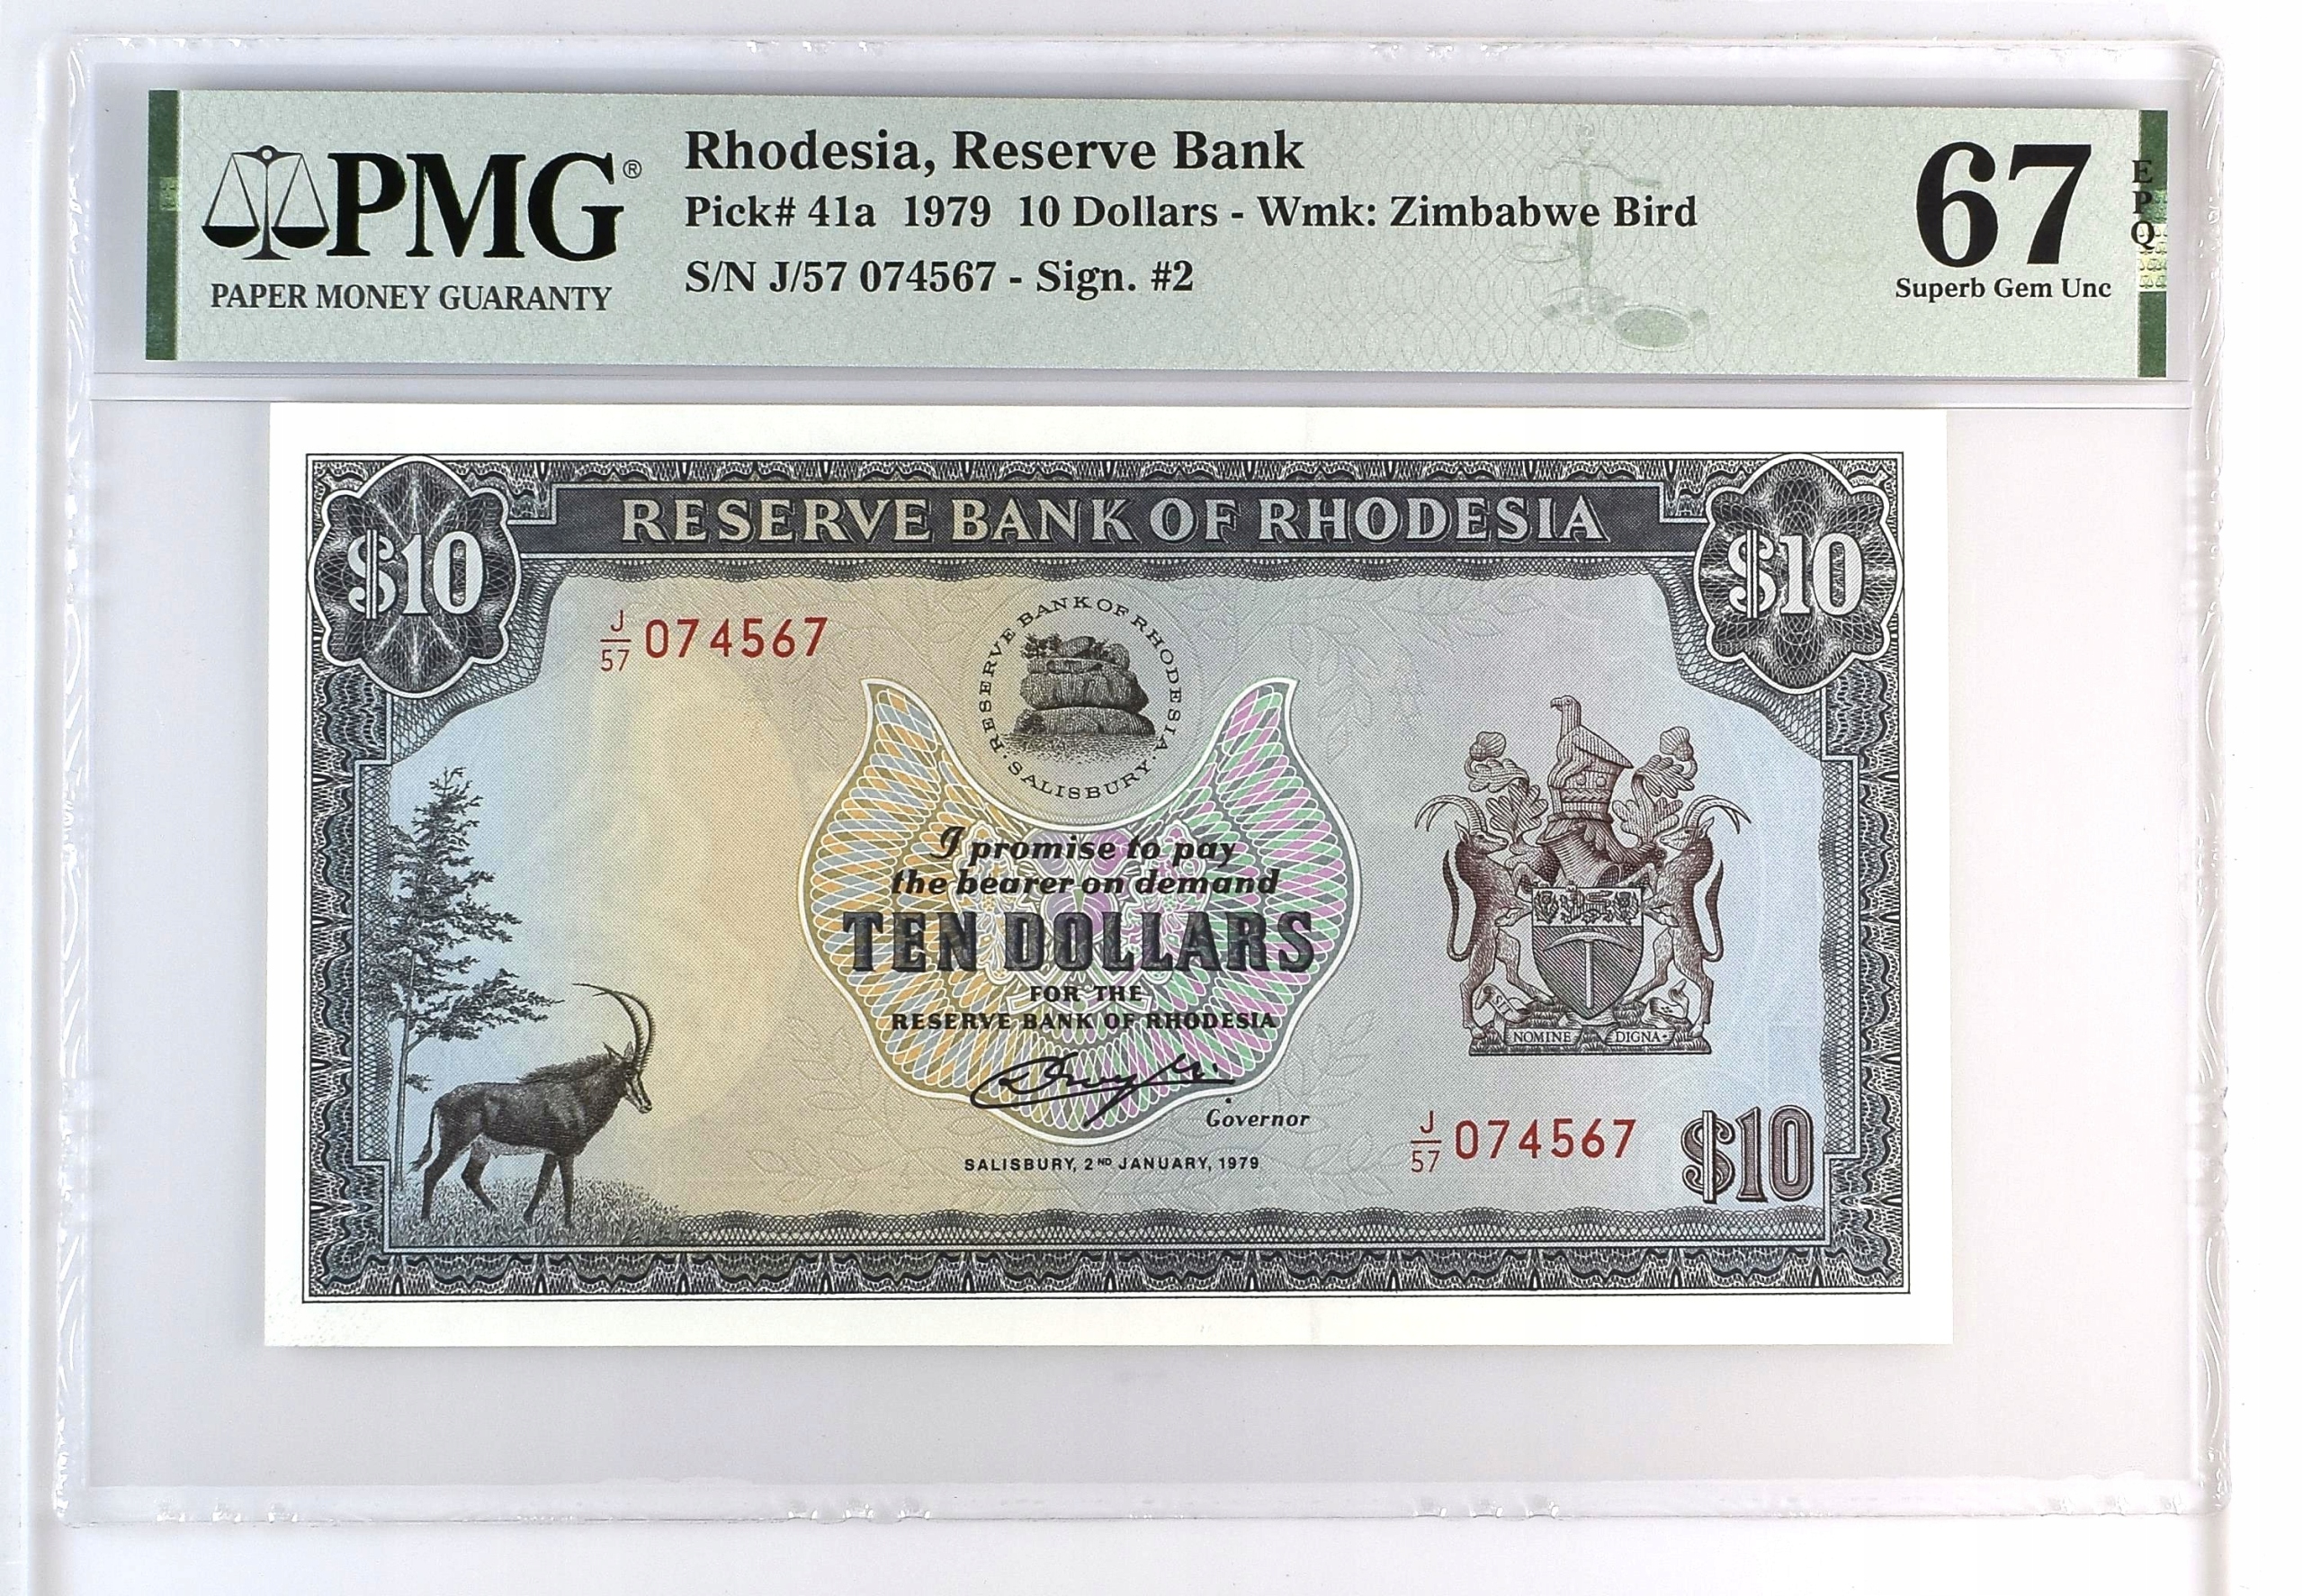 PMG®
PAPER MONEY GUARANTY
Rhodesia, Reserve Bank
Pick# 41a 1979 10 Dollars - Wmk: Zimbabwe Bird
S/N J/57 074567 - Sign. #2
67
EPQ
Superb Gem Unc
$10
RESERVE BANK OF RHODESIA
$10
J/57 074567
RESERVE BANK OF RHODESIA · SALISBURY ·
I promise to pay
the bearer on demand
TEN DOLLARS
FOR THE
RESERVE BANK OF RHODESIA
Governor
SALISBURY, 2ND JANUARY, 1979
SIT
NOMINE DIGNA
J/57 074567
$10